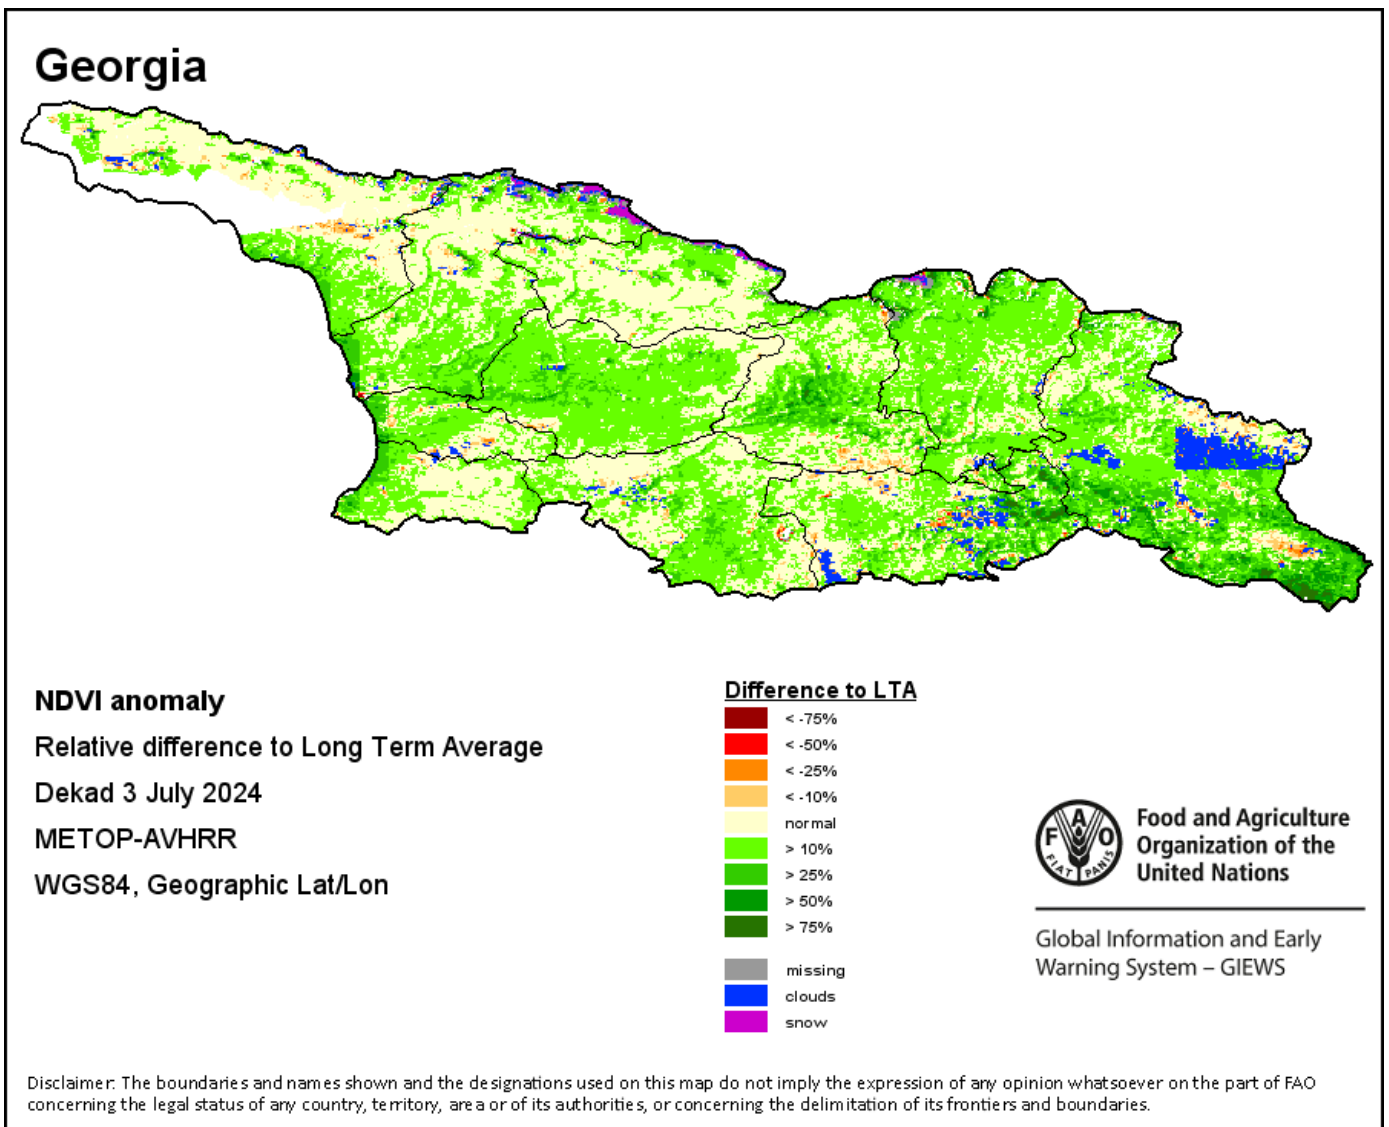 Georgia
NDVI anomaly
Relative difference to Long Term Average
Dekad 3 July 2024
METOP-AVHRR
WGS84, Geographic Lat/Lon
Difference to LTA
< -75%
< -50%
< -25%
< -10%
normal
> 10%
> 25%
> 50%
> 75%
missing
clouds
snow
F A O
FIAT PANIS
Food and Agriculture
Organization of the
United Nations
Global Information and Early
Warning System – GIEWS
Disclaimer: The boundaries and names shown and the designations used on this map do not imply the expression of any opinion whatsoever on the part of FAO
concerning the legal status of any country, territory, area or of its authorities, or concerning the delimitation of its frontiers and boundaries.